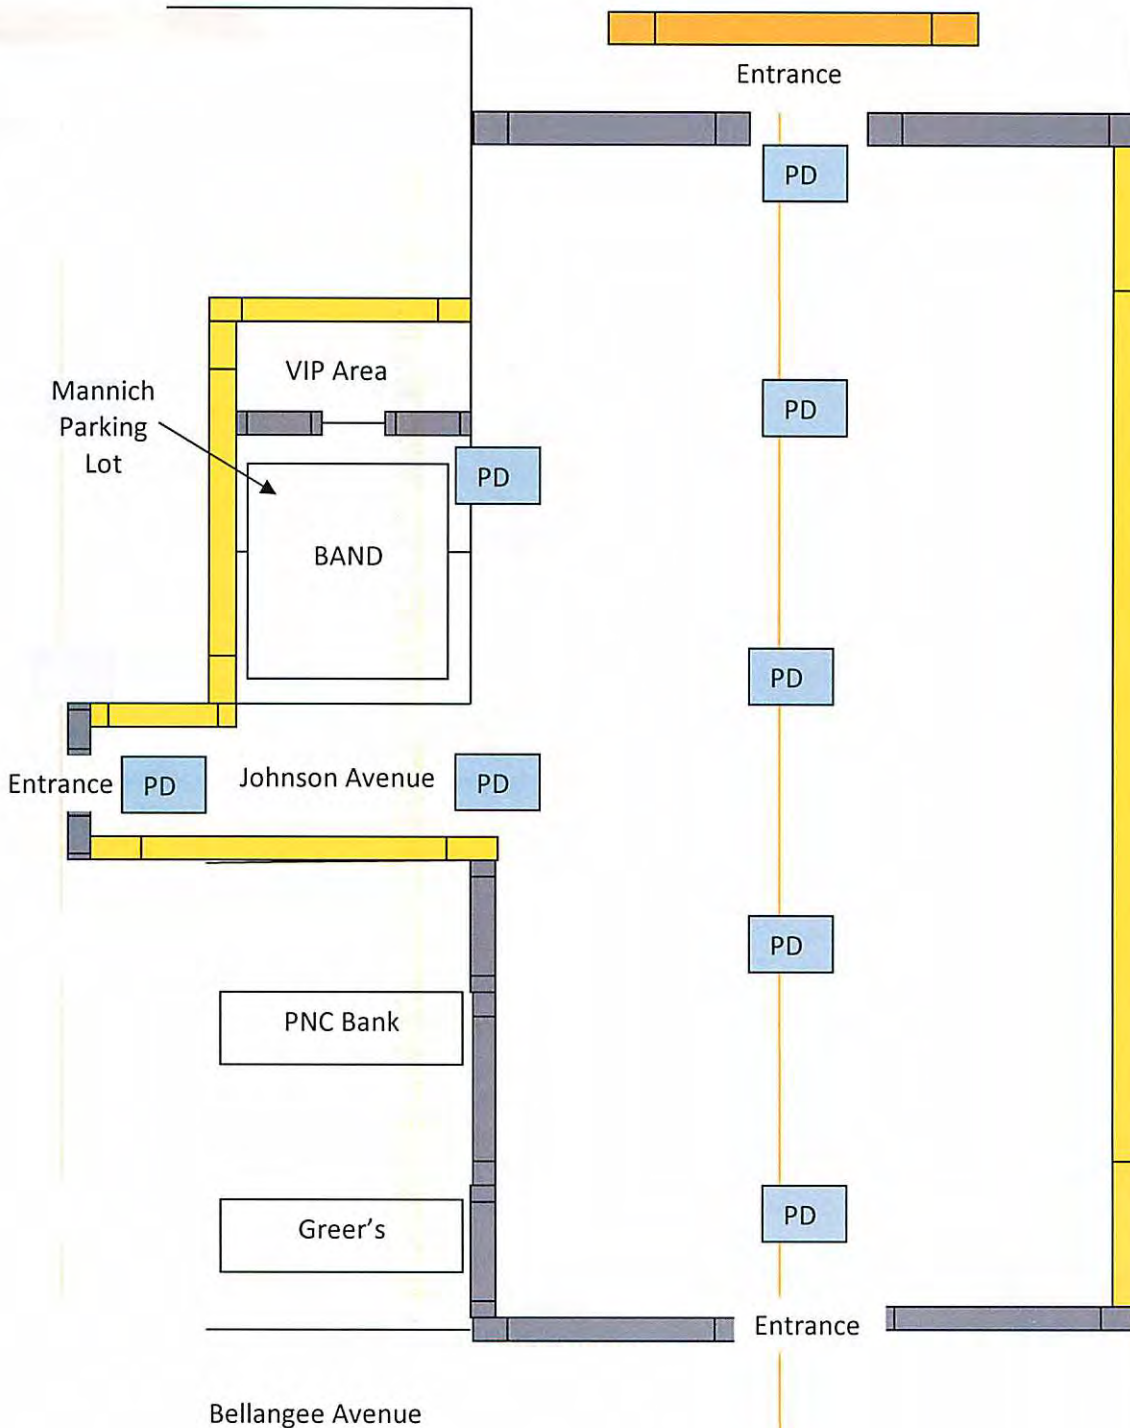 Entrance
PD
VIP Area
Mannich
Parking
Lot
PD
PD
BAND
PD
Entrance
PD
Johnson Avenue
PD
PD
PNC Bank
PD
Greer's
Entrance
Bellangee Avenue